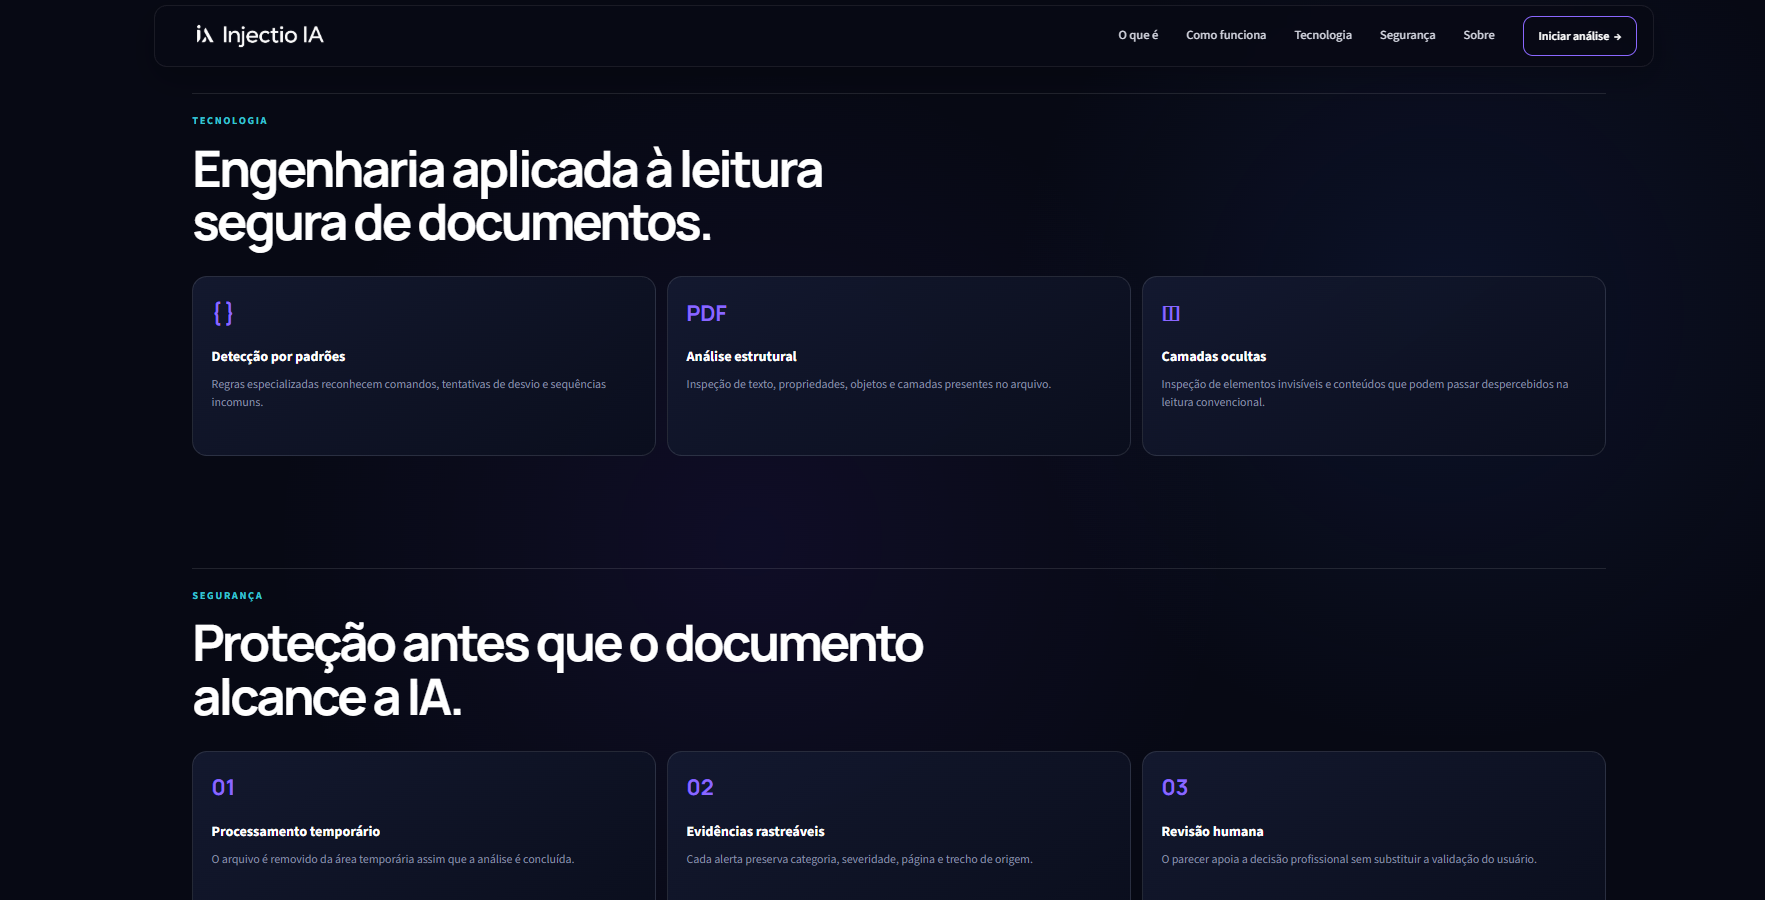 Injectio IA
O que é
Como funciona
Tecnologia
Segurança
Sobre
Iniciar análise →
TECNOLOGIA
Engenharia aplicada à leitura
segura de documentos.
{ }
Detecção por padrões
Regras especializadas reconhecem comandos, tentativas de desvio e sequências
incomuns.
PDF
Análise estrutural
Inspeção de texto, propriedades, objetos e camadas presentes no arquivo.
Camadas ocultas
Inspeção de elementos invisíveis e conteúdos que podem passar despercebidos na
leitura convencional.
SEGURANÇA
Proteção antes que o documento
alcance a IA.
01
Processamento temporário
O arquivo é removido da área temporária assim que a análise é concluída.
02
Evidências rastreáveis
Cada alerta preserva categoria, severidade, página e trecho de origem.
03
Revisão humana
O parecer apoia a decisão profissional sem substituir a validação do usuário.